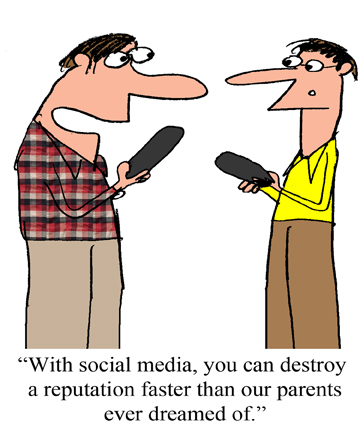 “With social media, you can destroy
a reputation faster than our parents
ever dreamed of.”